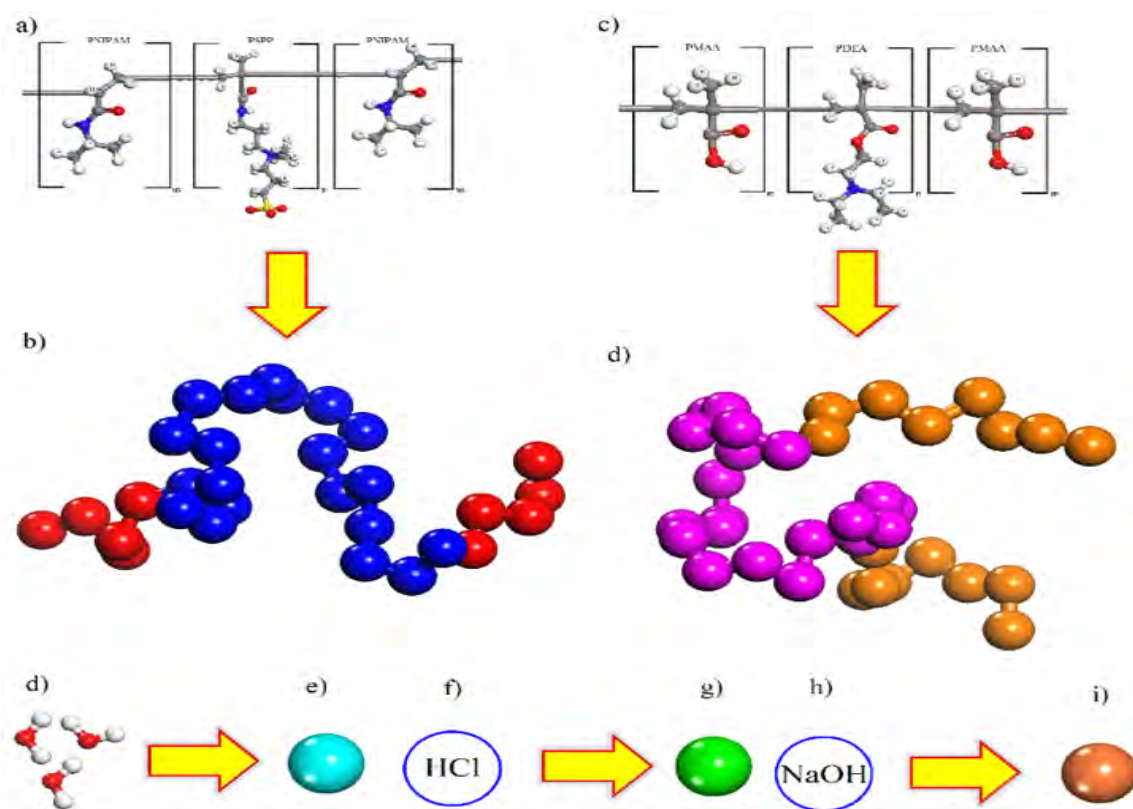 a)
c)
PNIPAM
PSPP
PNIPAM
PMAA
PDEA
PMAA
b)
d)
d)
e)
f)
g)
h)
i)
HCl
NaOH